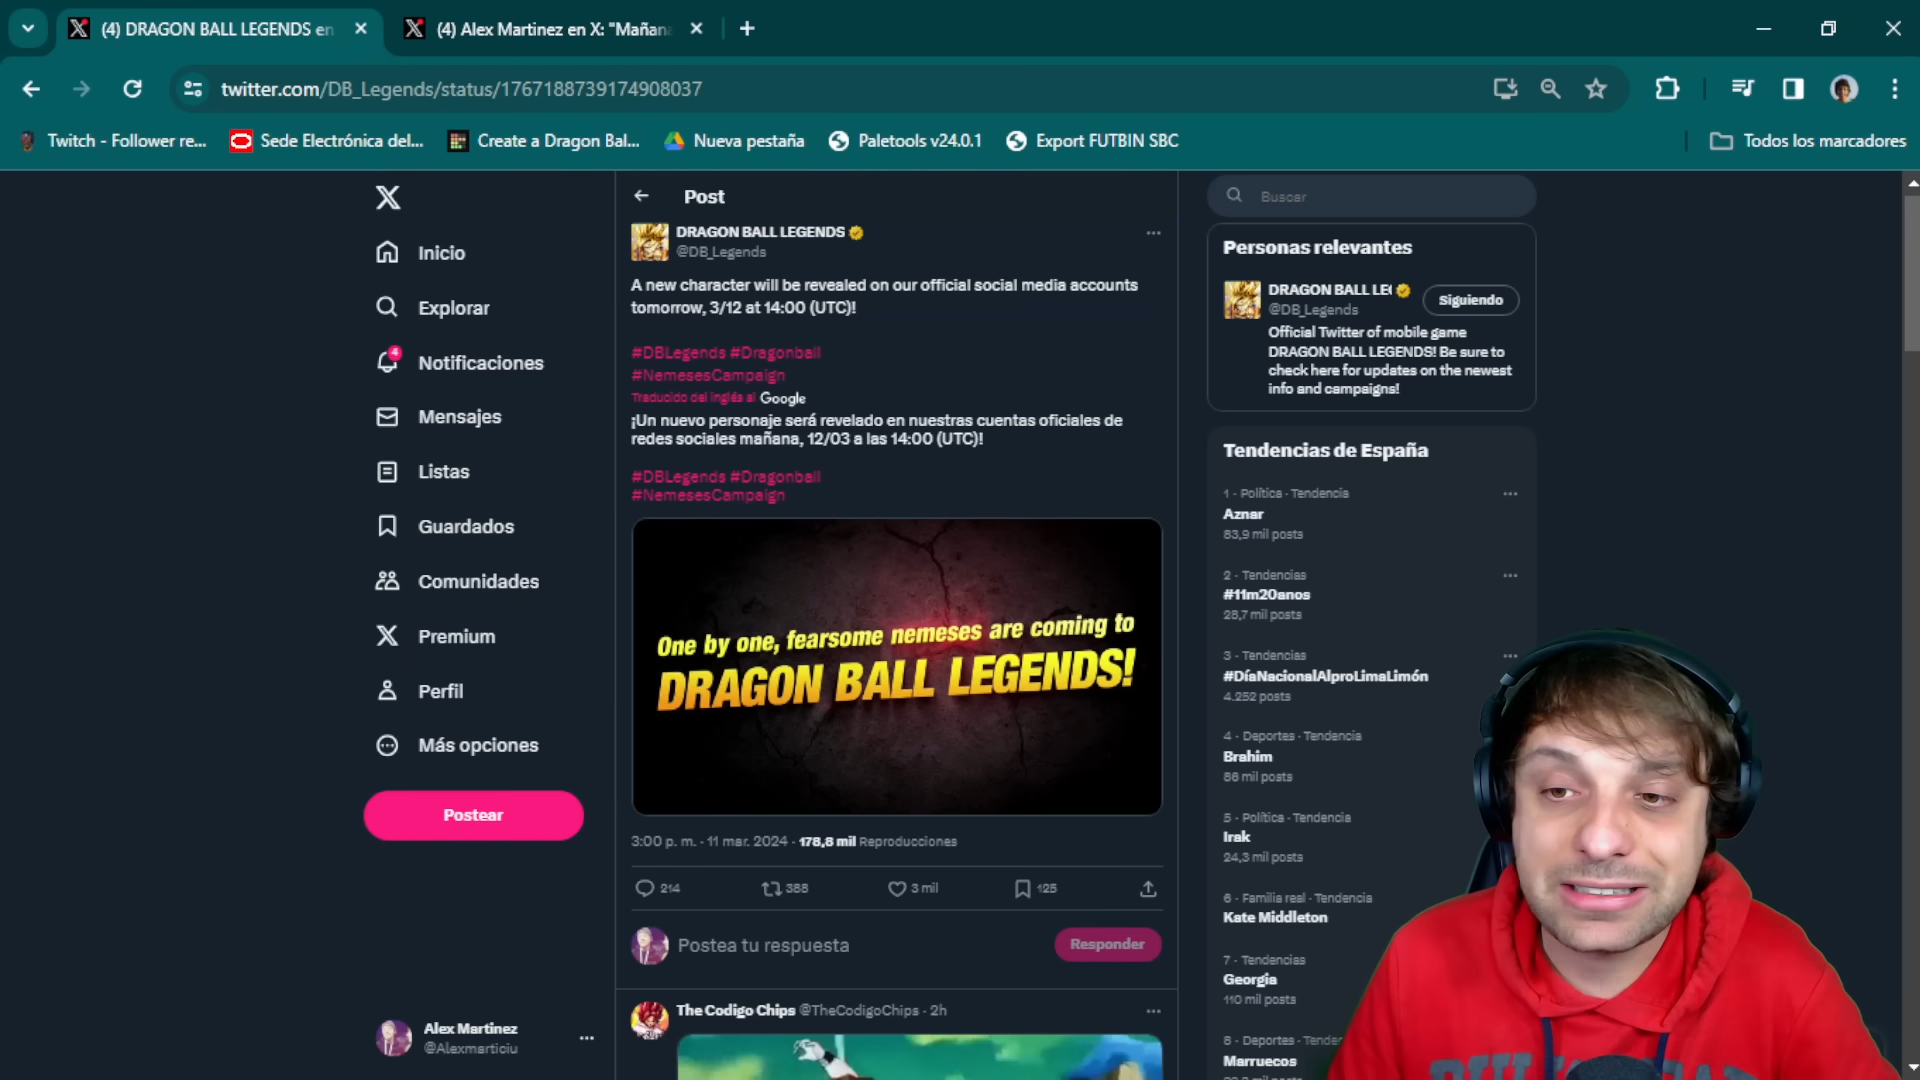 (4) DRAGON BALL LEGENDS en
(4) Alex Martinez en X: "Mañana
twitter.com/DB_Legends/status/1767188739174908037
Twitch - Follower re...
Sede Electrónica del...
Create a Dragon Bal...
Nueva pestaña
Paletools v24.0.1
Export FUTBIN SBC
Todos los marcadores
Inicio
Explorar
4
Notificaciones
Mensajes
Listas
Guardados
Comunidades
Premium
Perfil
Más opciones
Postear
Alex Martinez
@Alexmarticiu
Post
DRAGON BALL LEGENDS
@DB_Legends
A new character will be revealed on our official social media accounts
tomorrow, 3/12 at 14:00 (UTC)!
#DBLegends #Dragonball
#NemesesCampaign
Traducido del inglés al Google
¡Un nuevo personaje será revelado en nuestras cuentas oficiales de
redes sociales mañana, 12/03 a las 14:00 (UTC)!
#DBLegends #Dragonball
#NemesesCampaign
One by one, fearsome nemeses are coming to
DRAGON BALL LEGENDS!
3:00 p. m. · 11 mar. 2024 · 178,8 mil Reproducciones
214
388
3 mil
125
Postea tu respuesta
Responder
The Codigo Chips @TheCodigoChips · 2h
Buscar
Personas relevantes
DRAGON BALL LE
@DB_Legends
Siguiendo
Official Twitter of mobile game
DRAGON BALL LEGENDS! Be sure to
check here for updates on the newest
info and campaigns!
Tendencias de España
1 · Política · Tendencia
Aznar
83,9 mil posts
2 · Tendencias
#11m20anos
28,7 mil posts
3 · Tendencias
#DíaNacionalAlproLimaLimón
4.252 posts
4 · Deportes · Tendencia
Brahim
86 mil posts
5 · Política · Tendencia
Irak
24,3 mil posts
6 · Familia real · Tendencia
Kate Middleton
7 · Tendencias
Georgia
110 mil posts
8 · Deportes · Tende
Marruecos